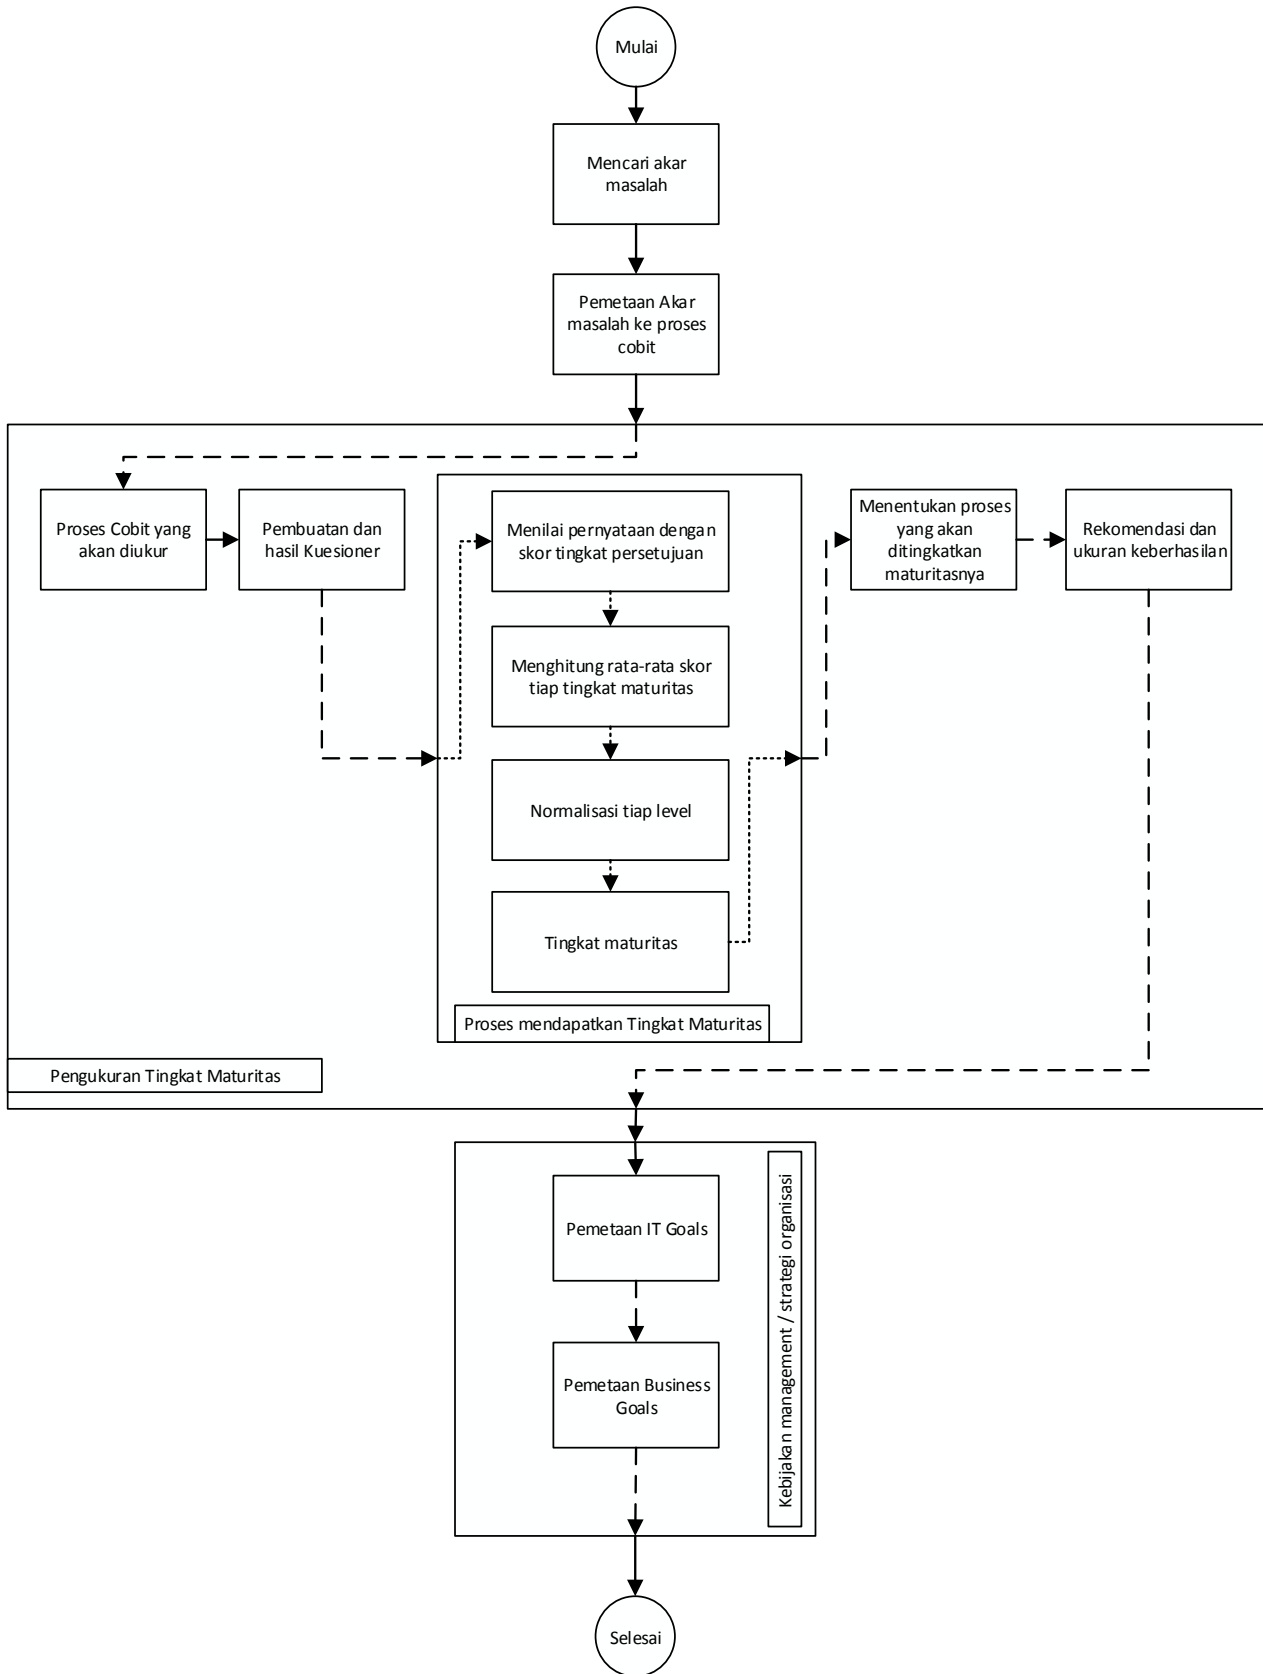 Mulai
Mencari akar
masalah
Pemetaan Akar
masalah ke proses
cobit
Proses Cobit yang
akan diukur
Pembuatan dan
hasil Kuesioner
Menilai pernyataan dengan
skor tingkat persetujuan
Menghitung rata-rata skor
tiap tingkat maturitas
Normalisasi tiap level
Tingkat maturitas
Proses mendapatkan Tingkat Maturitas
Menentukan proses
yang akan
ditingkatkan
maturitasnya
Rekomendasi dan
ukuran keberhasilan
Pengukuran Tingkat Maturitas
Pemetaan IT Goals
Pemetaan Business
Goals
Kebijakan management / strategi organisasi
Selesai